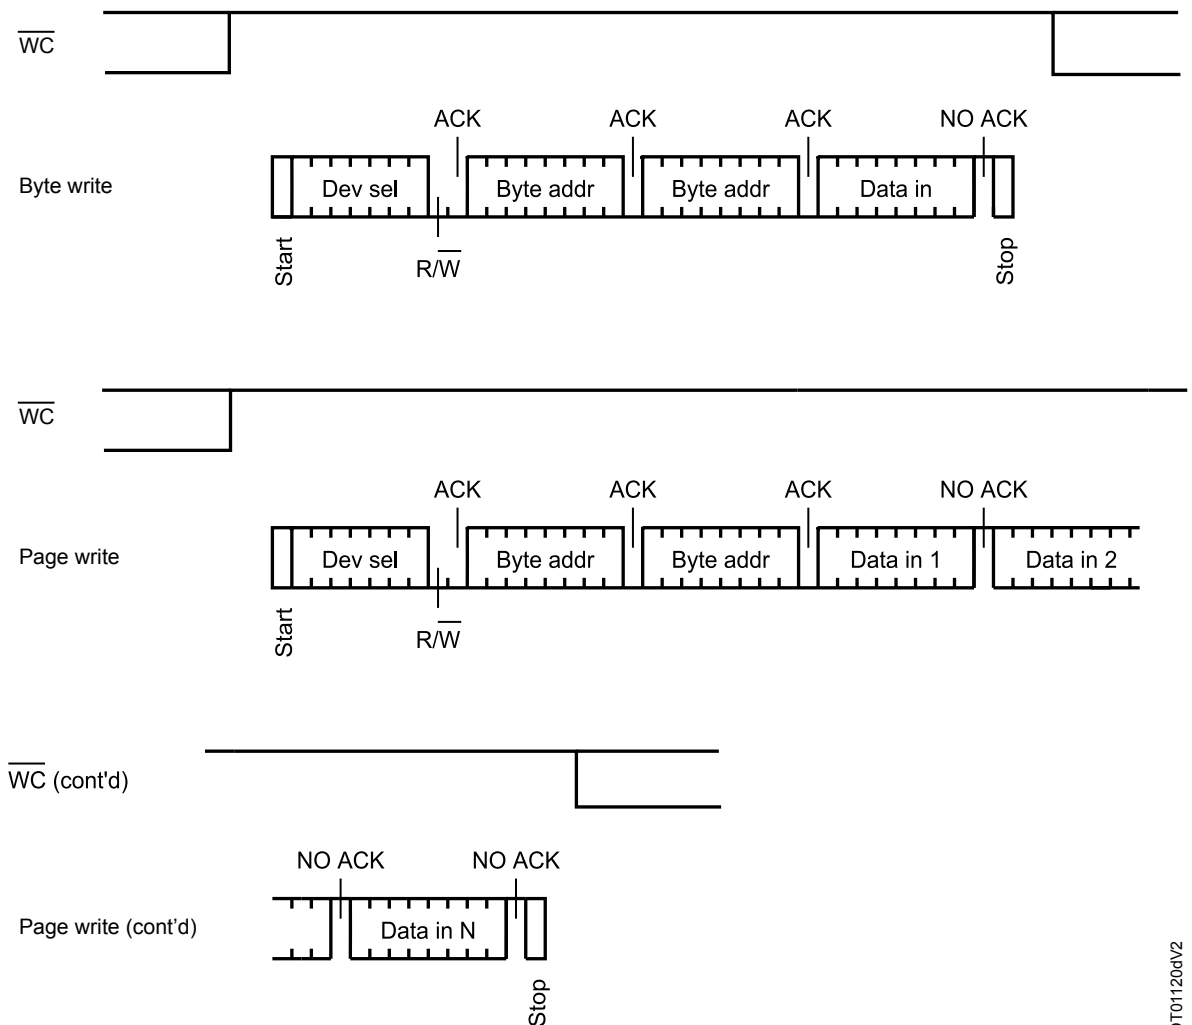 WC
ACK ACK ACK NO ACK
Byte write
Dev sel Byte addr Byte addr Data in
Start R/W Stop
WC
ACK ACK ACK NO ACK
Page write
Dev sel Byte addr Byte addr Data in 1 Data in 2
Start R/W
WC (cont'd)
NO ACK NO ACK
Page write (cont’d)
Data in N
Stop
DT01120dV2